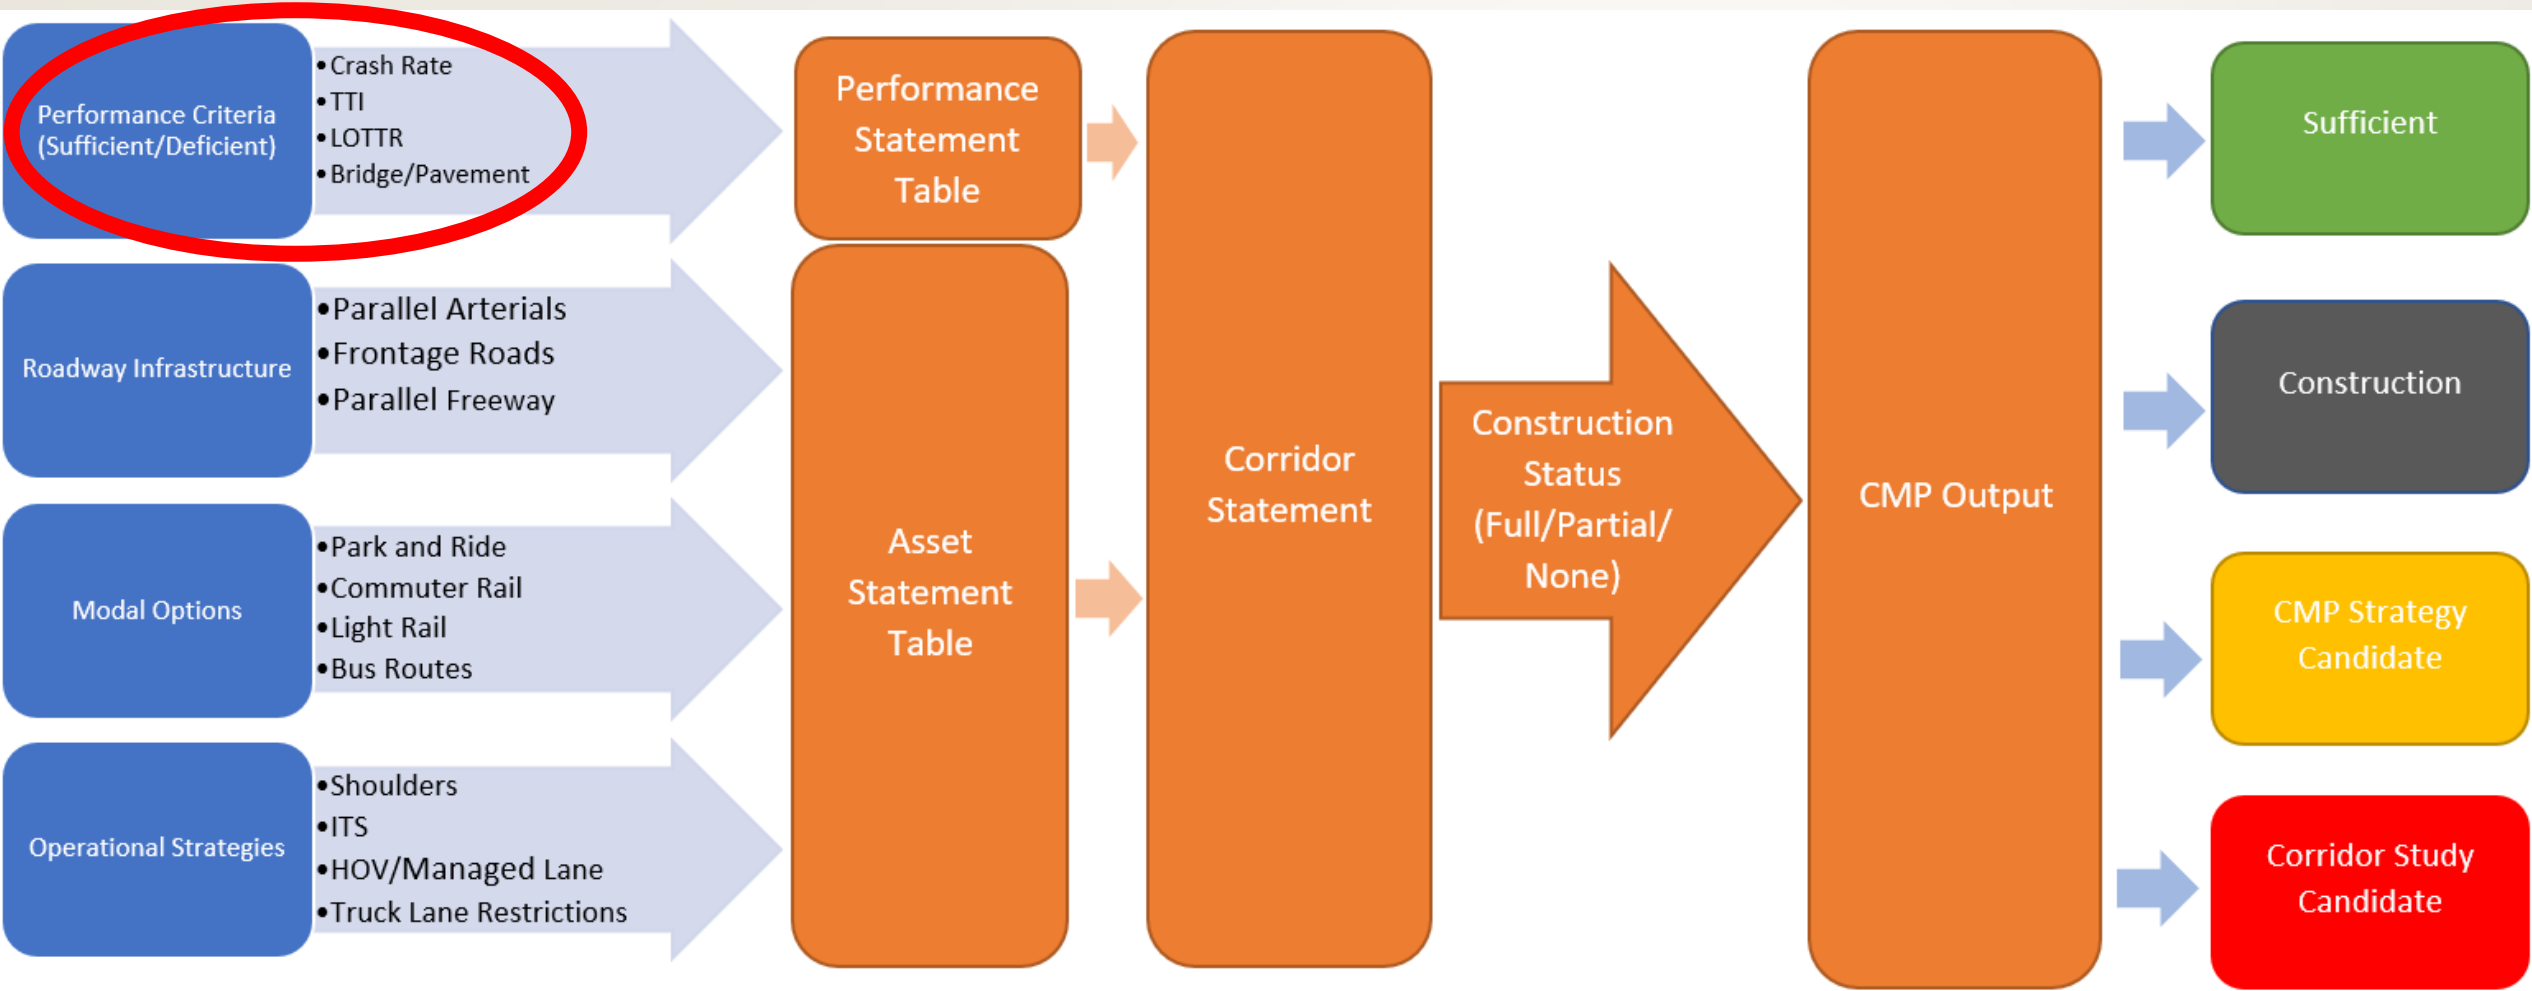 Performance Criteria
(Sufficient/Deficient)
•Crash Rate
•TTI
•LOTTR
•Bridge/Pavement
Roadway Infrastructure
•Parallel Arterials
•Frontage Roads
•Parallel Freeway
Modal Options
•Park and Ride
•Commuter Rail
•Light Rail
•Bus Routes
Operational Strategies
•Shoulders
•ITS
•HOV/Managed Lane
•Truck Lane Restrictions
Performance
Statement
Table
Asset
Statement
Table
Corridor
Statement
Construction
Status
(Full/Partial/
None)
CMP Output
Sufficient
Construction
CMP Strategy
Candidate
Corridor Study
Candidate